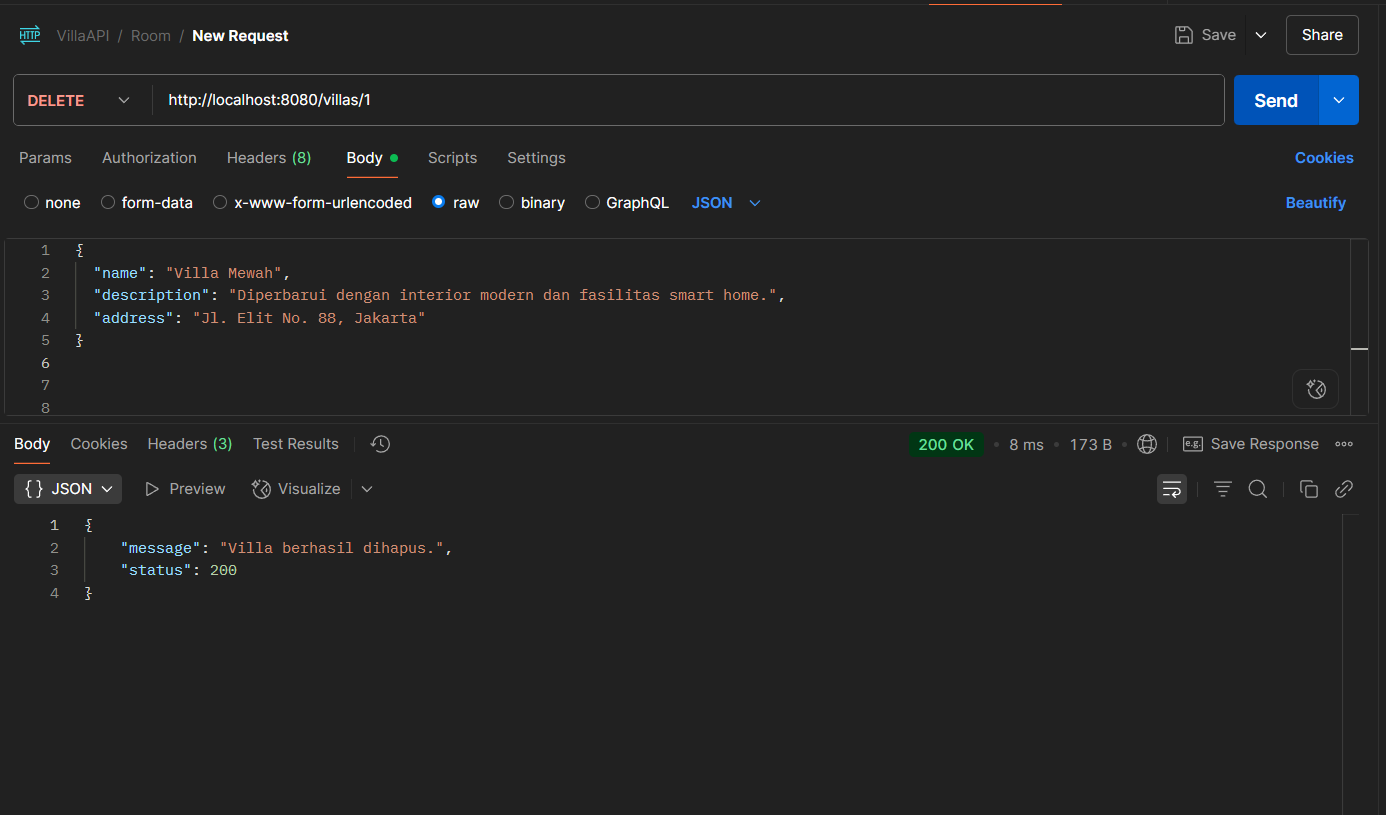 HTTP VillaAPI / Room / New Request Save Share
DELETE http://localhost:8080/villas/1 Send
Params Authorization Headers (8) Body Scripts Settings Cookies
none form-data x-www-form-urlencoded raw binary GraphQL JSON Beautify
1 {
2 "name": "Villa Mewah",
3 "description": "Diperbarui dengan interior modern dan fasilitas smart home.",
4 "address": "Jl. Elit No. 88, Jakarta"
5 }
6
7
8
Body Cookies Headers (3) Test Results 200 OK • 8 ms • 173 B • e.g. Save Response
{} JSON Preview Visualize
1 {
2 "message": "Villa berhasil dihapus.",
3 "status": 200
4 }